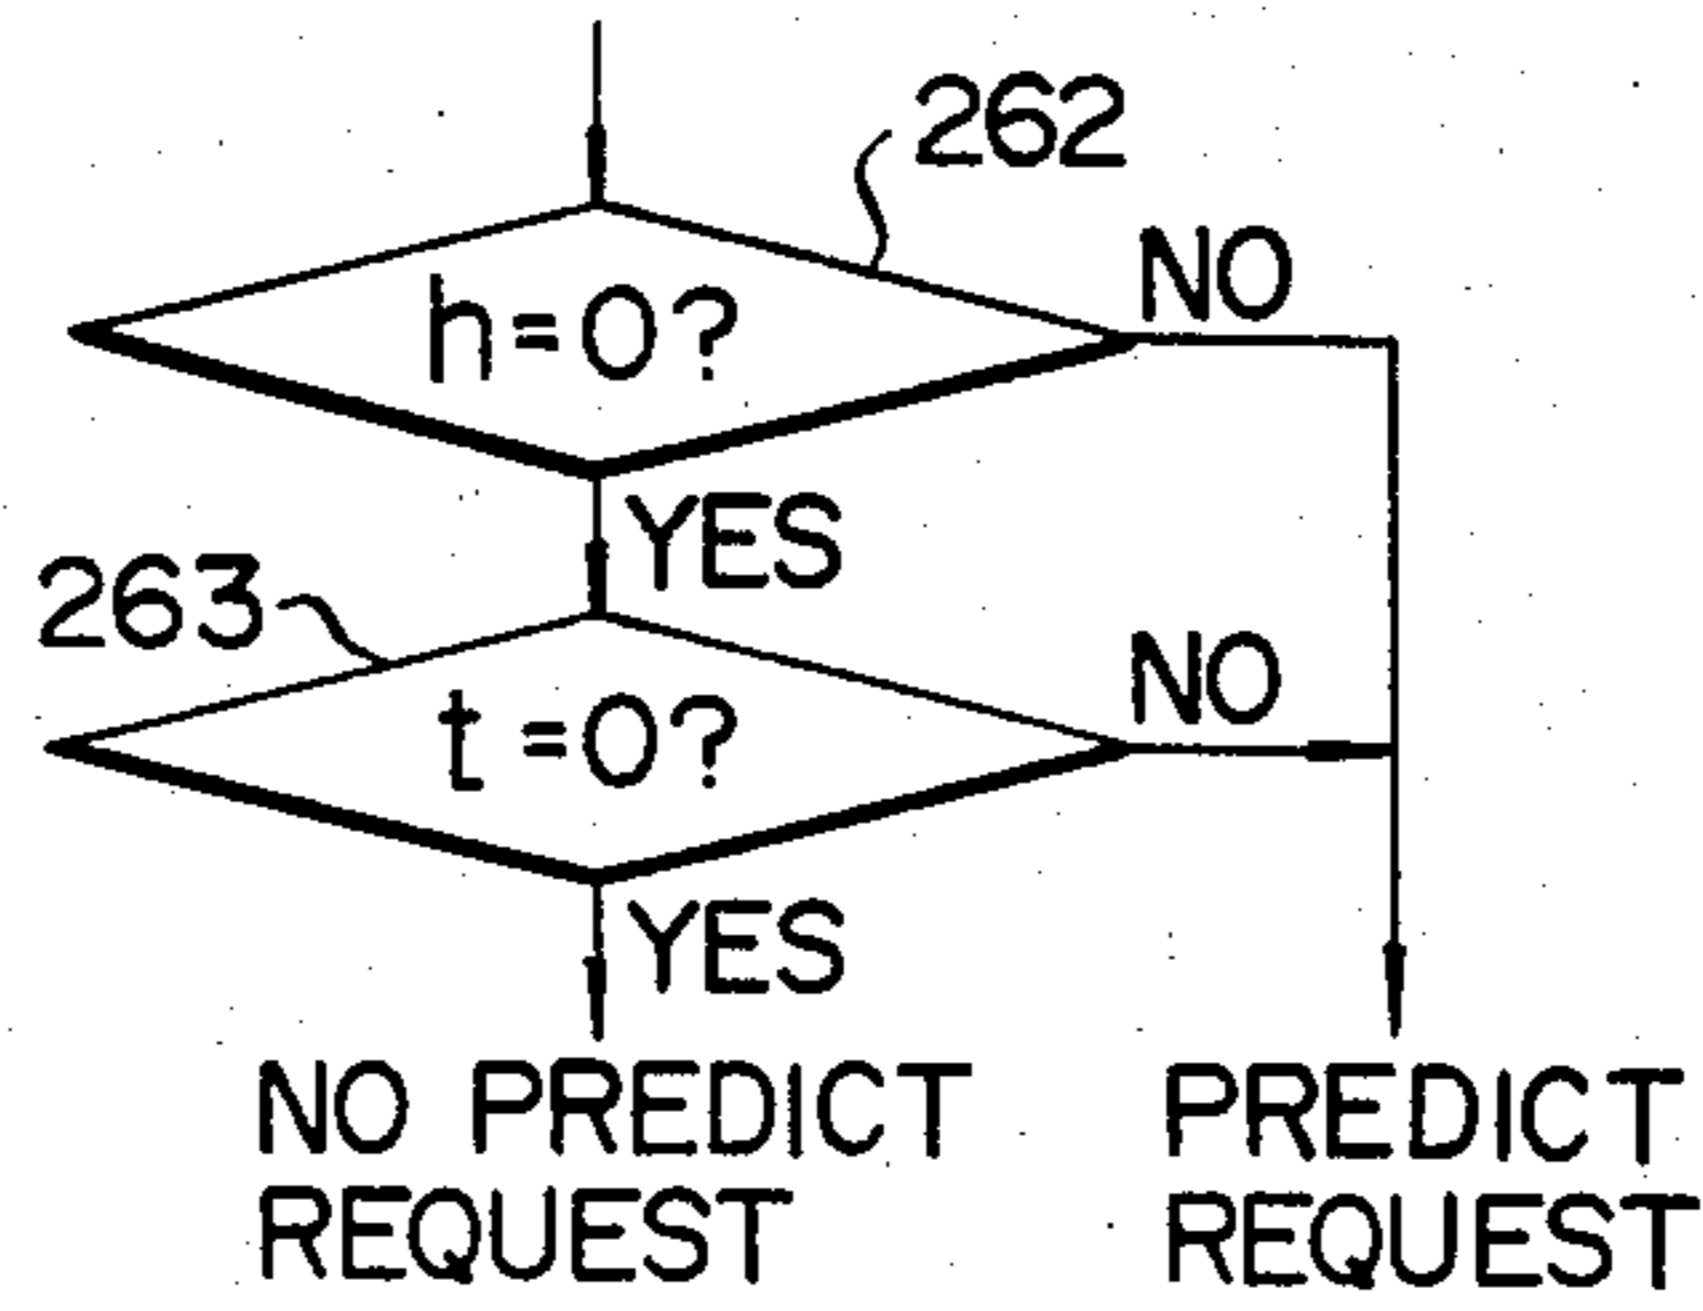 262
h=0?
NO
YES
263
t=0?
NO
YES
NO PREDICT
REQUEST
PREDICT
REQUEST